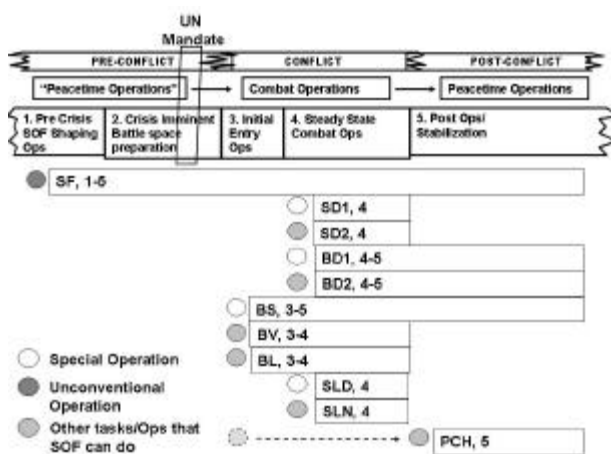 UN
Mandate
PRE-CONFLICT
CONFLICT
POST-CONFLICT
"Peacetime Operations"
Combat Operations
Peacetime Operations
1. Pre Crisis
SOF Shaping
Ops
2. Crisis Imminent
Battle space
preparation
3. Initial
Entry
Ops
4. Steady State
Combat Ops
5. Post Ops/
Stabilization
SF, 1-5
SD1, 4
SD2, 4
BD1, 4-5
BD2, 4-5
BS, 3-5
BV, 3-4
BL, 3-4
SLD, 4
SLN, 4
PCH, 5
Special Operation
Unconventional
Operation
Other tasks/Ops that
SOF can do